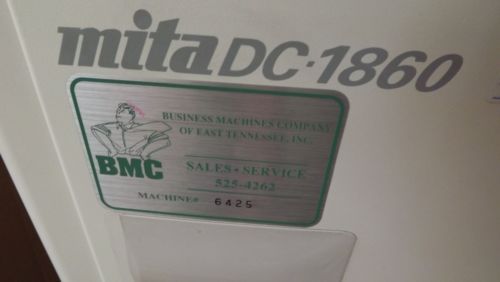 mita DC-1860
BUSINESS MACHINES COMPANY
OF EAST TENNESSEE, INC.
BMC
SALES - SERVICE
525-4262
MACHINE# 6425